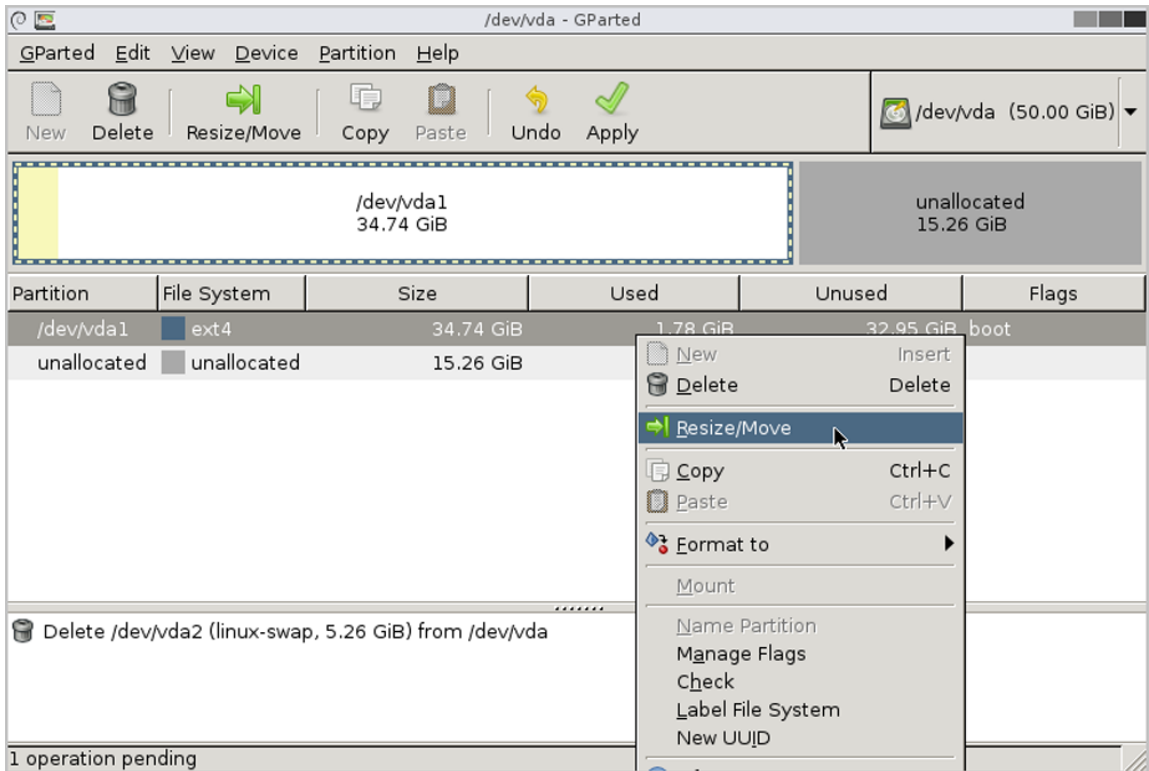 /dev/vda - GParted
GParted Edit View Device Partition Help
New Delete Resize/Move Copy Paste Undo Apply /dev/vda (50.00 GiB)
/dev/vda1
34.74 GiB
unallocated
15.26 GiB
Partition File System Size Used Unused Flags
/dev/vda1 ext4 34.74 GiB 1.78 GiB 32.95 GiB boot
unallocated unallocated 15.26 GiB
New Insert
Delete Delete
Resize/Move
Copy Ctrl+C
Paste Ctrl+V
Format to
Mount
Name Partition
Manage Flags
Check
Label File System
New UUID
Delete /dev/vda2 (linux-swap, 5.26 GiB) from /dev/vda
1 operation pending